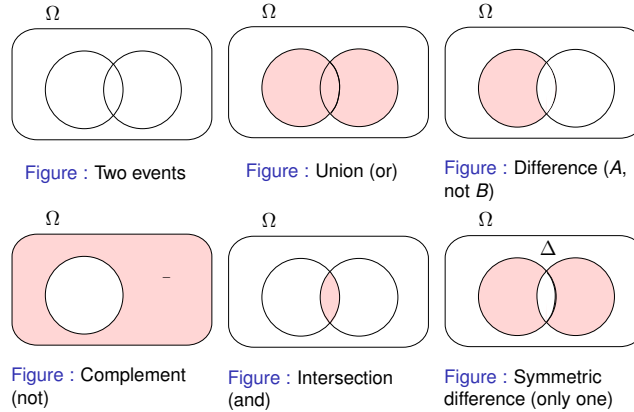 Ω
Ω
Ω
Figure : Two events
Figure : Union (or)
Figure : Difference (A,
not B)
Ω
Ω
Ω
Δ
–
Figure : Complement
(not)
Figure : Intersection
(and)
Figure : Symmetric
difference (only one)